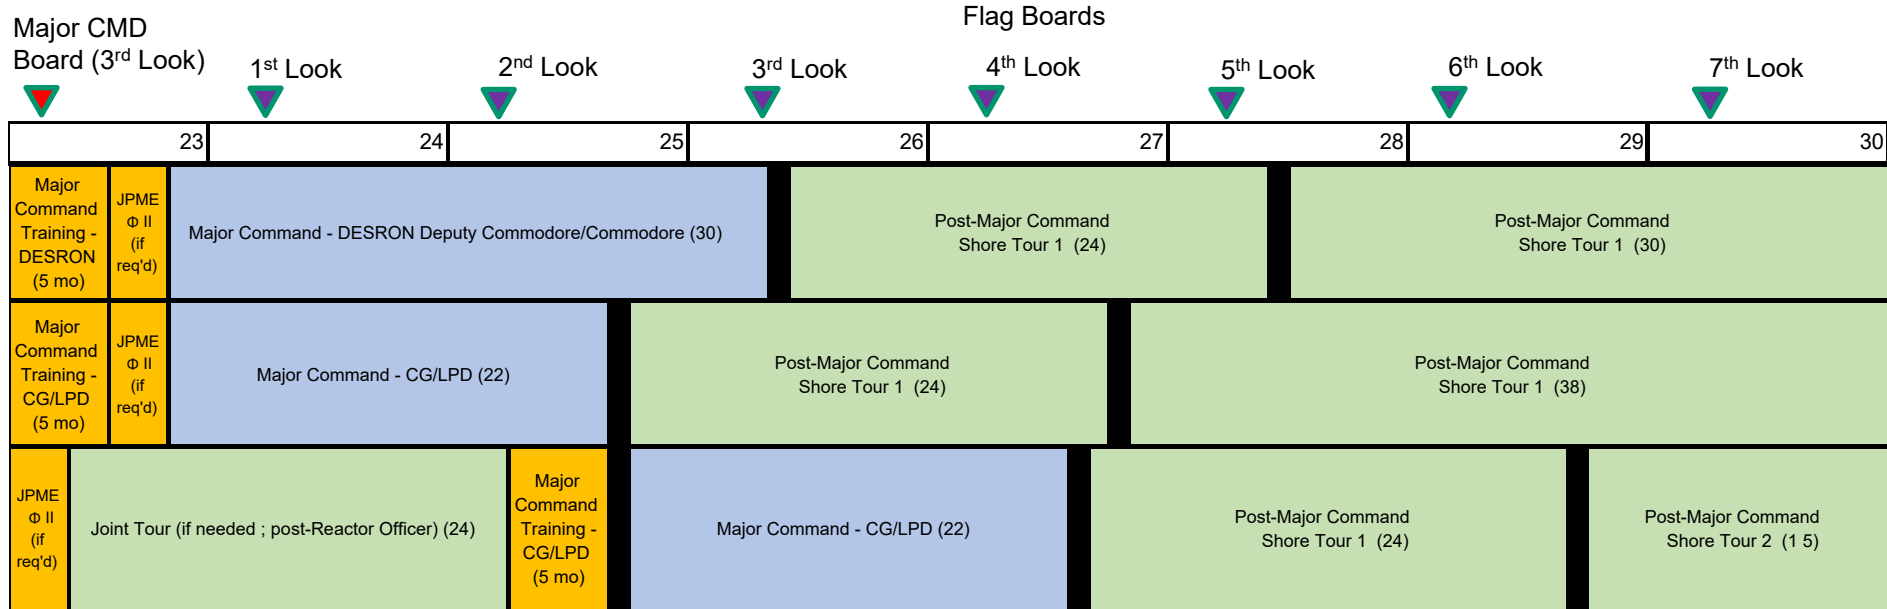 Flag Boards
Major CMD
Board (3rd Look)
1st Look
2nd Look
3rd Look
4th Look
5th Look
6th Look
7th Look
23
24
25
26
27
28
29
30
Major
Command
Training -
DESRON
(5 mo)
JPME
Φ II
(if
req'd)
Major Command - DESRON Deputy Commodore/Commodore (30)
Post-Major Command
Shore Tour 1 (24)
Post-Major Command
Shore Tour 1 (30)
Major
Command
Training -
CG/LPD
(5 mo)
JPME
Φ II
(if
req'd)
Major Command - CG/LPD (22)
Post-Major Command
Shore Tour 1 (24)
Post-Major Command
Shore Tour 1 (38)
JPME
Φ II
(if
req'd)
Joint Tour (if needed ; post-Reactor Officer) (24)
Major
Command
Training -
CG/LPD
(5 mo)
Major Command - CG/LPD (22)
Post-Major Command
Shore Tour 1 (24)
Post-Major Command
Shore Tour 2 (1 5)